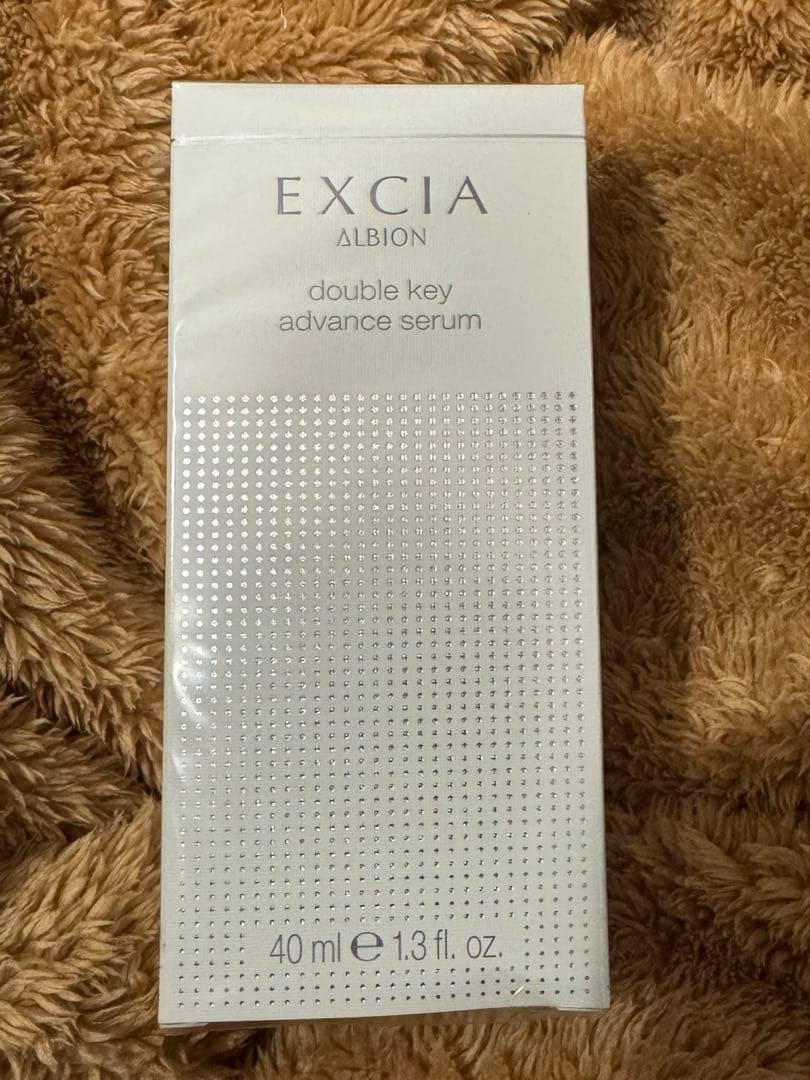 EXCIA
ALBION
double key
advance serum
40 ml ℮ 1.3 fl. oz.